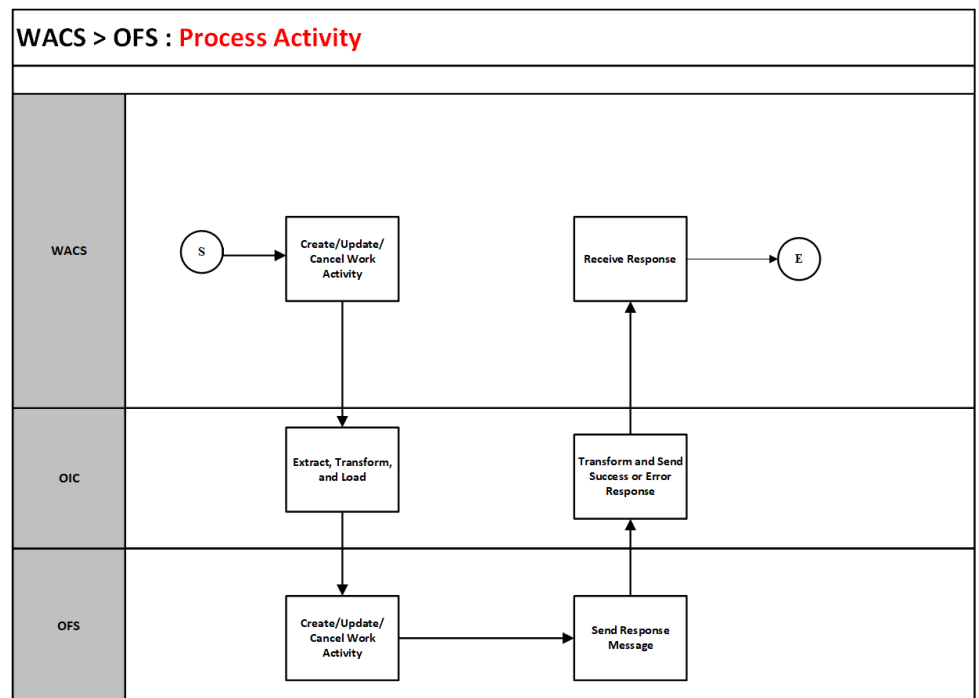 WACS > OFS : Process Activity
WACS
S
Create/Update/
Cancel Work
Activity
Receive Response
E
OIC
Extract, Transform,
and Load
Transform and Send
Success or Error
Response
OFS
Create/Update/
Cancel Work
Activity
Send Response
Message